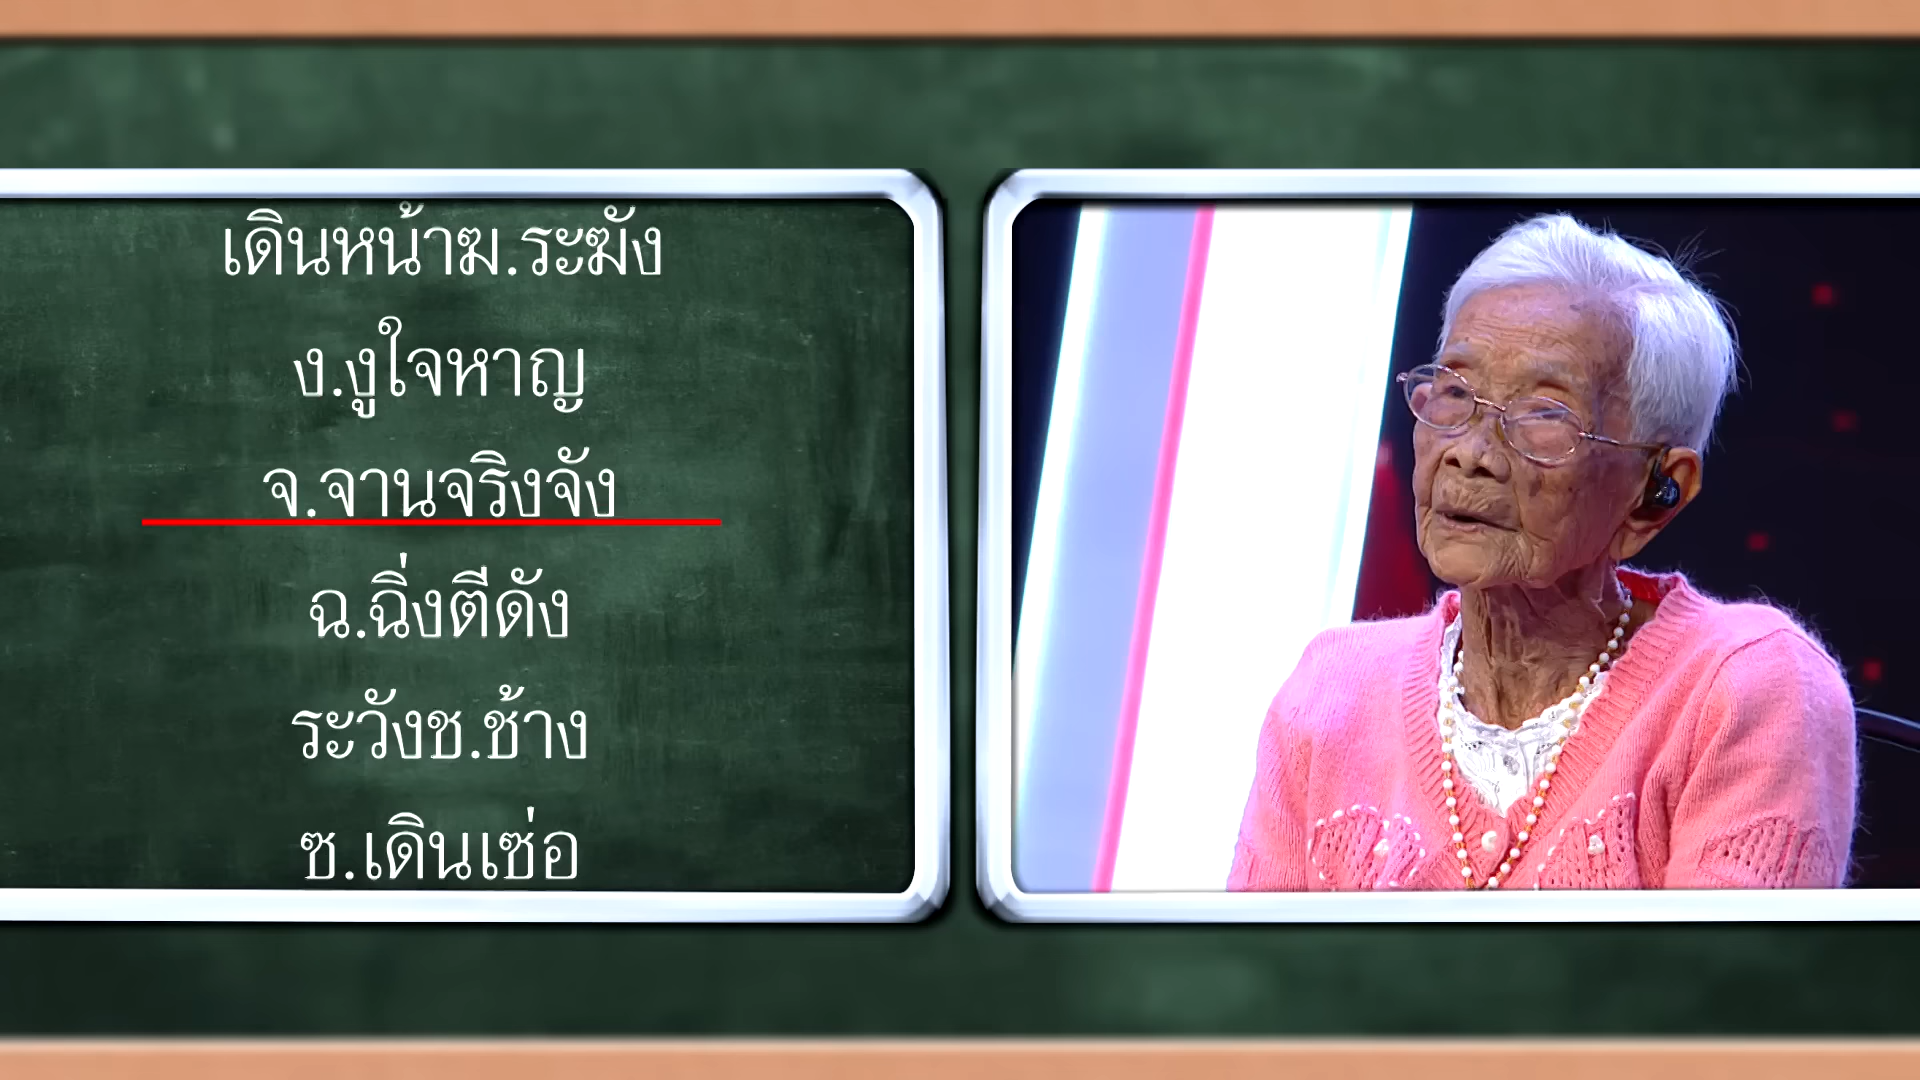 เดินหน้าฆ.ระฆัง
ง.งูใจหาญ
จ.จานจริงจัง
ฉ.ฉิ่งตีดัง
ระวังช.ช้าง
ซ.เดินเซ่อ